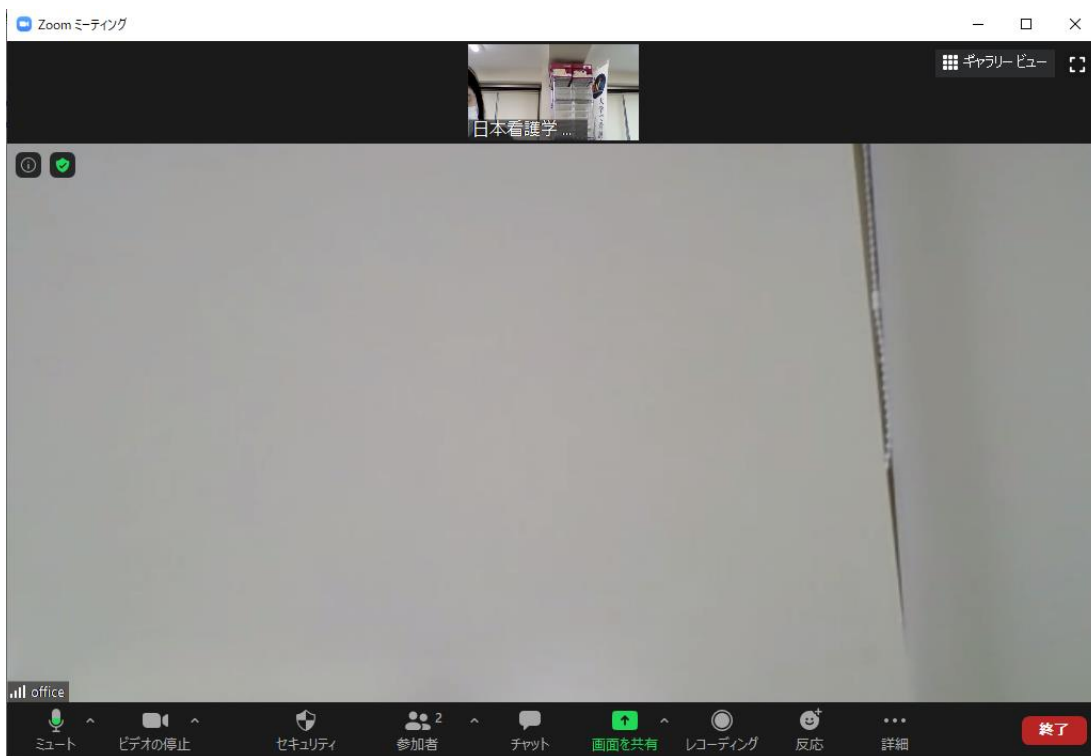 Zoom ミーティング
ギャラリー ビュー
日本看護学 ...
office
ミュート
ビデオの停止
セキュリティ
参加者
2
チャット
画面を共有
レコーディング
反応
詳細
終了